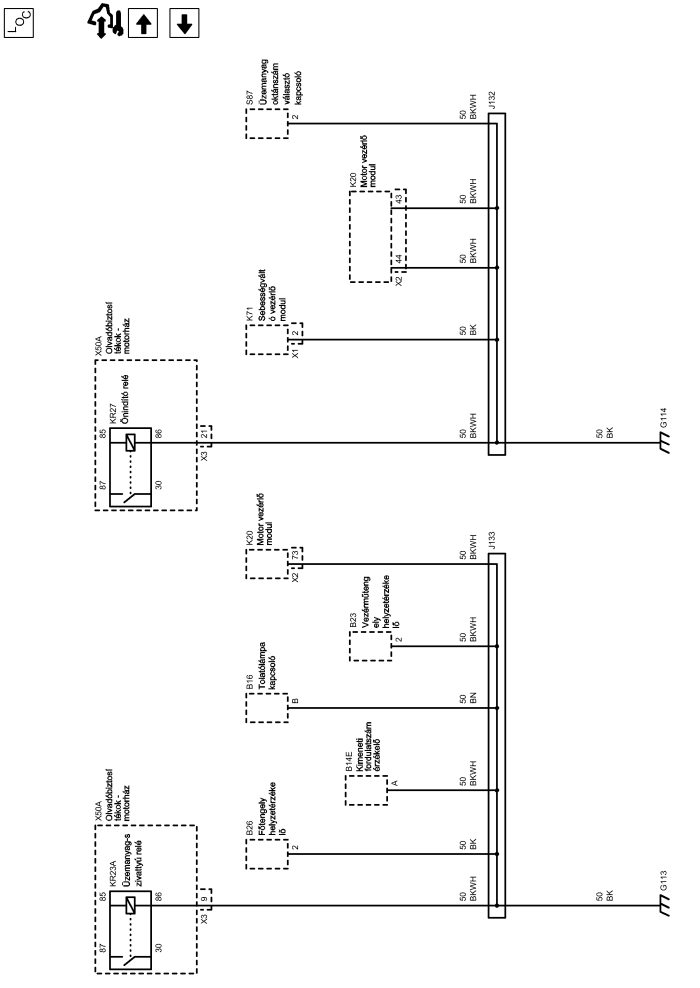 LOC
X50A
Olvadóbiztosí
tékok -
motorház
KR23A
Üzemanyag-s
zivattyú relé
87
85
30
86
X3
9
B26
Főtengely
helyzetérzéke
lő
2
B14E
Kimeneti
fordulatszám
érzékelő
A
B16
Tolatólámpa
kapcsoló
B
B23
Vezérműteng
ely
helyzetérzéke
lő
2
K20
Motor vezérlő
modul
X2
73
50
BKWH
50
BK
50
BKWH
50
BN
50
BKWH
50
BKWH
J133
50
BK
G113
X50A
Olvadóbiztosí
tékok -
motorház
KR27
Önindító relé
87
85
30
86
X3
21
K71
Sebességvált
ó vezérlő
modul
X1
2
K20
Motor vezérlő
modul
X2
44
43
S87
Üzemanyag
oktánszám
választó
kapcsoló
2
50
BKWH
50
BK
50
BKWH
50
BKWH
50
BKWH
J132
50
BK
G114